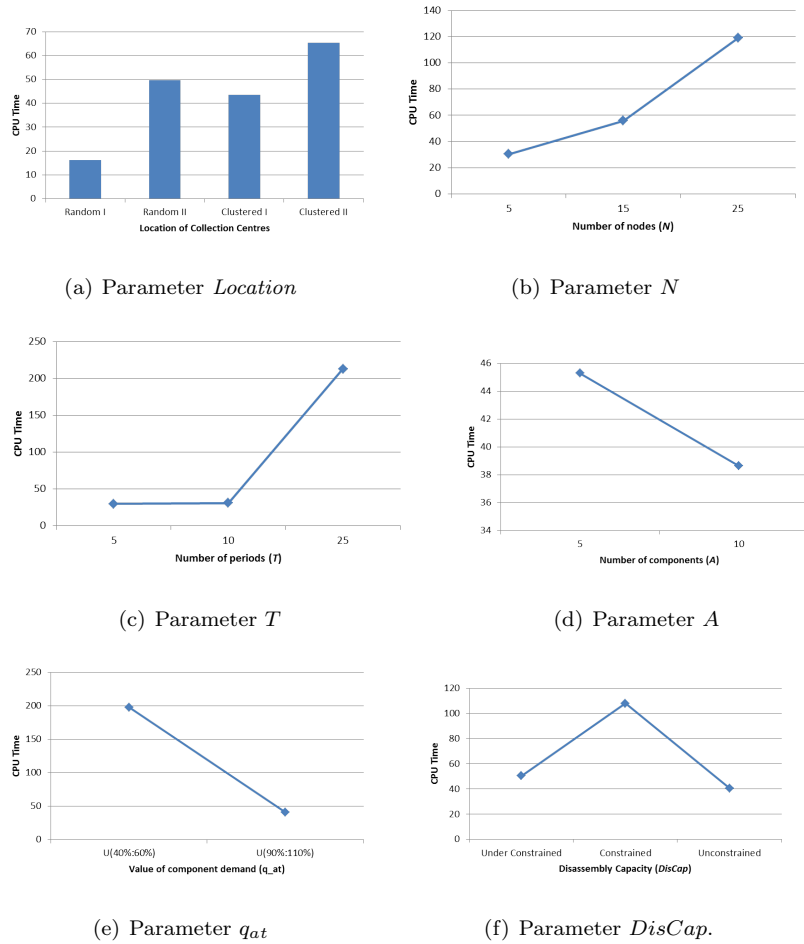 70
60
50
40
30
20
10
0
CPU Time
Random I Random II Clustered I Clustered II
Location of Collection Centres
(a) Parameter Location
140
120
100
80
60
40
20
0
CPU Time
5 15 25
Number of nodes (N)
(b) Parameter N
250
200
150
100
50
0
CPU Time
5 10 25
Number of periods (T)
(c) Parameter T
46
44
42
40
38
36
34
CPU Time
5 10
Number of components (A)
(d) Parameter A
250
200
150
100
50
0
CPU Time
U(40%:60%) U(90%:110%)
Value of component demand (q_at)
(e) Parameter q_at
120
100
80
60
40
20
0
CPU Time
Under Constrained Constrained Unconstrained
Disassembly Capacity (DisCap)
(f) Parameter DisCap.